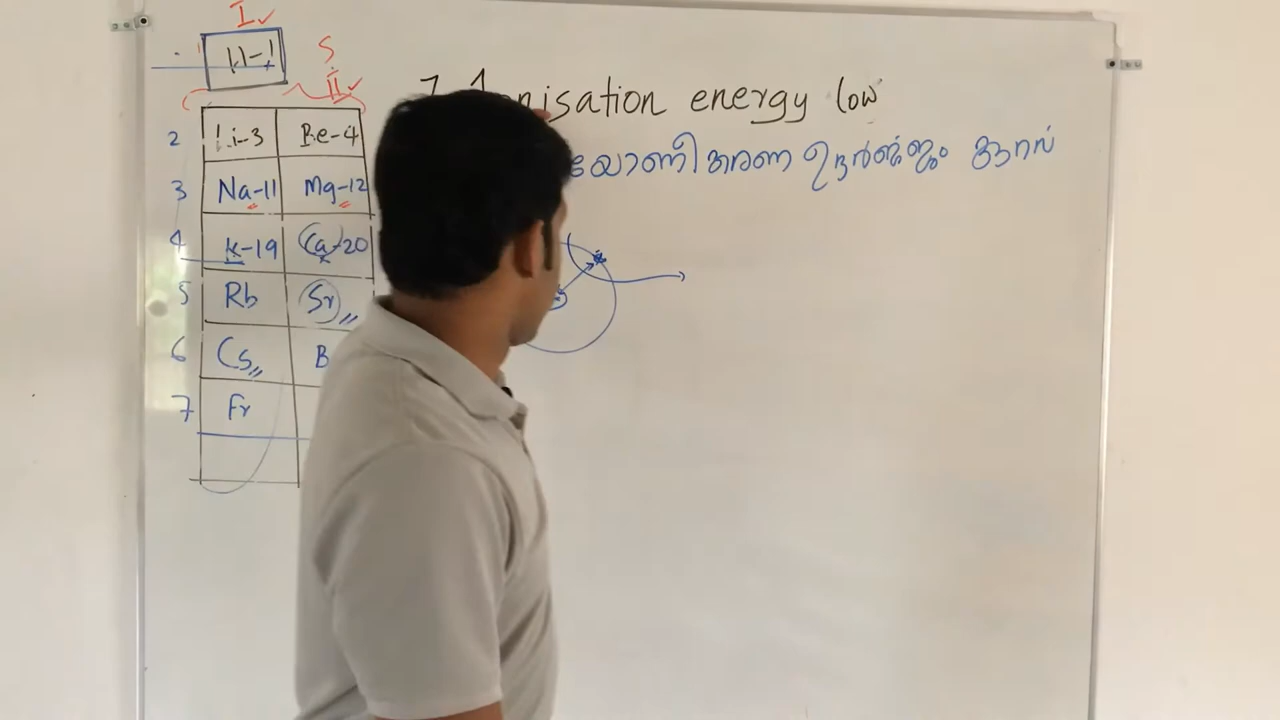 I
H-1
S
II
7. Ionisation energy low
യോണീകരണ ഊർജ്ജം കുറവ്
2 Li-3 Be-4
3 Na-11 Mg-12
4 K-19 Ca-20
5 Rb Sr
6 Cs B
7 Fr